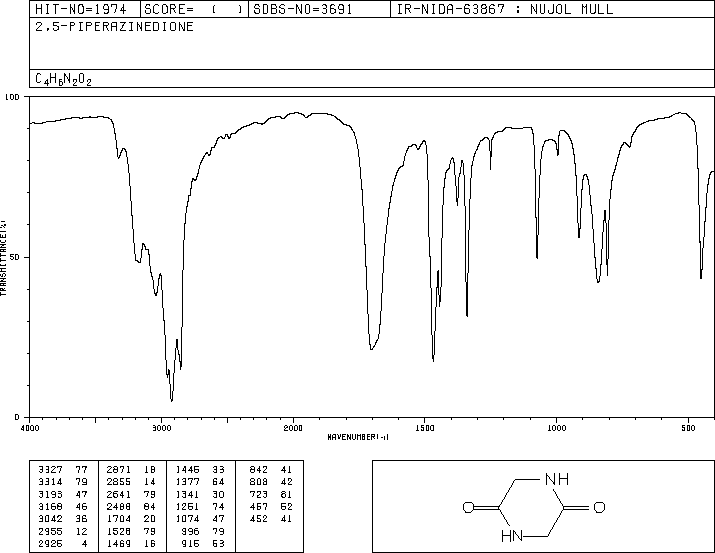 HIT-NO=1974 SCORE= ( ) SDBS-NO=3691 IR-NIDA-63867 : NUJOL MULL
2,5-PIPERAZINEDIONE
C4H6N2O2
100
50
0
TRANSMITTANCE(%)
4000 3000 2000 1500 1000 500
WAVENUMBER(-1)
3327 77 2871 18 1446 33 842 41
3314 79 2855 14 1377 64 808 42
3193 47 2641 79 1341 30 723 81
3168 46 2488 84 1251 74 457 52
3042 36 1704 20 1074 47 452 41
2955 12 1528 79 996 79
2925 4 1469 16 915 53
NH
O
O
HN